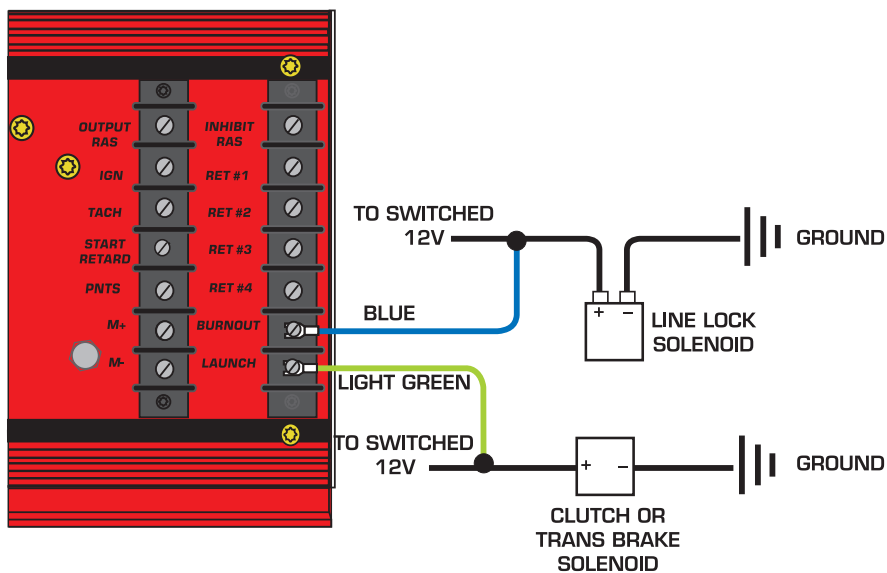 OUTPUT
RAS
INHIBIT
RAS
IGN
RET #1
TACH
RET #2
START
RETARD
RET #3
PNTS
RET #4
M+
BURNOUT
M-
LAUNCH
TO SWITCHED
12V
GROUND
BLUE
+ −
LINE LOCK
SOLENOID
LIGHT GREEN
TO SWITCHED
12V
+ −
GROUND
CLUTCH OR
TRANS BRAKE
SOLENOID